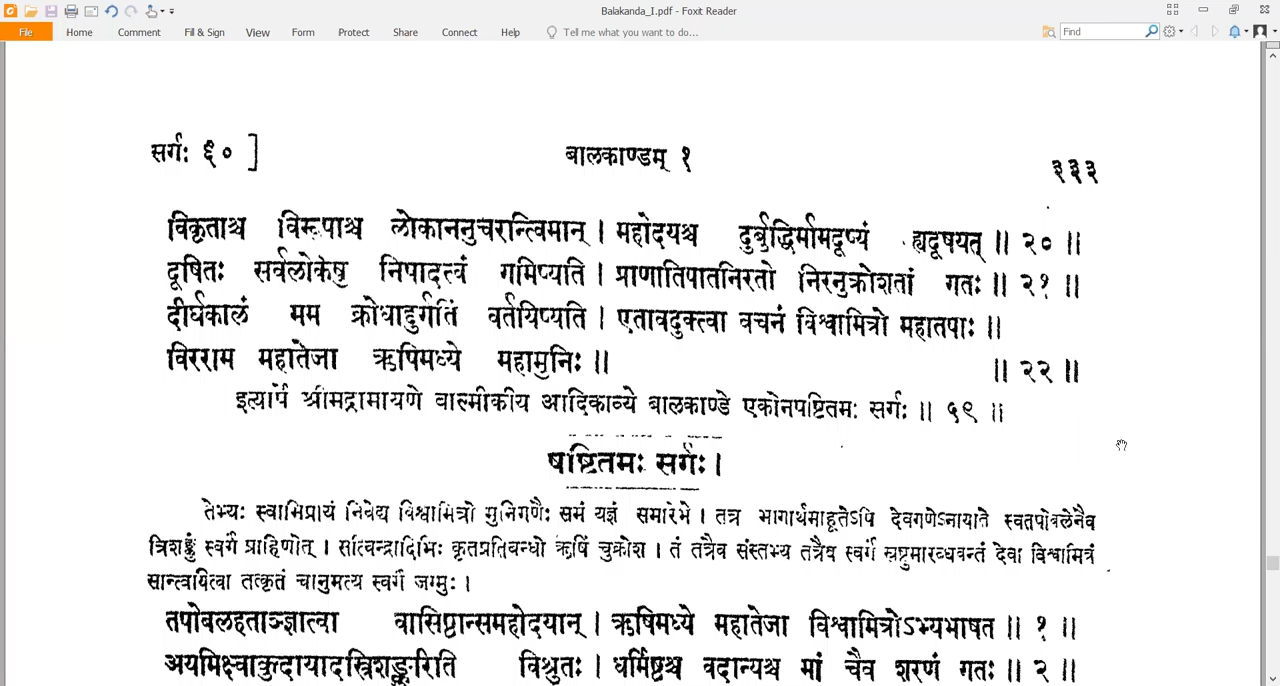 Balakanda_I.pdf - Foxit Reader
File Home Comment Fill & Sign View Form Protect Share Connect Help Tell me what you want to do... Find
सर्गः ६० ] बालकाण्डम् १ ३३३
विकृताश्च विरूपाश्च लोकाननुचरान्त्विमान् । महोदयश्च दुर्बुद्धिर्मामदूष्यं ह्यदूषयत् ॥ २० ॥
दूषितः सर्वलोकेषु निषादत्वं गमिष्यति । प्राणातिपातनिरतो निरनुक्रोशतां गतः ॥ २१ ॥
दीर्घकालं मम क्रोधाद्दुर्गतिं वर्तयिष्यति । एतावदुक्त्वा वचनं विश्वामित्रो महातपाः ॥
विरराम महातेजा ऋषिमध्ये महामुनिः ॥ ॥ २२ ॥
इत्यार्षे श्रीमद्रामायणे वाल्मीकीय आदिकाव्ये बालकाण्डे एकोनषष्टितमः सर्गः ॥ ५९ ॥
षष्टितमः सर्गः ।
तेभ्यः स्वाभिप्रायं निवेद्य विश्वामित्रो मुनिगणैः समं यज्ञं समारेभे । तत्र भागार्थमाहूतेऽपि देवगणेऽनायाते स्वतपोबलेनैव
त्रिशङ्कुं स्वर्गं प्राहिणोत् । सत्विन्द्रादिभिः कृतप्रतिबन्धो ऋषिं चुक्रोश । तं तत्रैव संस्तभ्य तत्रैव स्वर्गं स्रष्टुमारब्धवन्तं देवा विश्वामित्रं
सान्त्वयित्वा तत्कृतं चानुमत्य स्वर्गं जग्मुः ।
तपोबलहताञ्ज्ञात्वा वासिष्ठान्समहोदयान् । ऋषिमध्ये महातेजा विश्वामित्रोऽभ्यभाषत ॥ १ ॥
अयमिक्ष्वाकुदायादस्त्रिशङ्कुरिति विश्रुतः । धर्मिष्ठश्च वदान्यश्च मां चैव शरणं गतः ॥ २ ॥